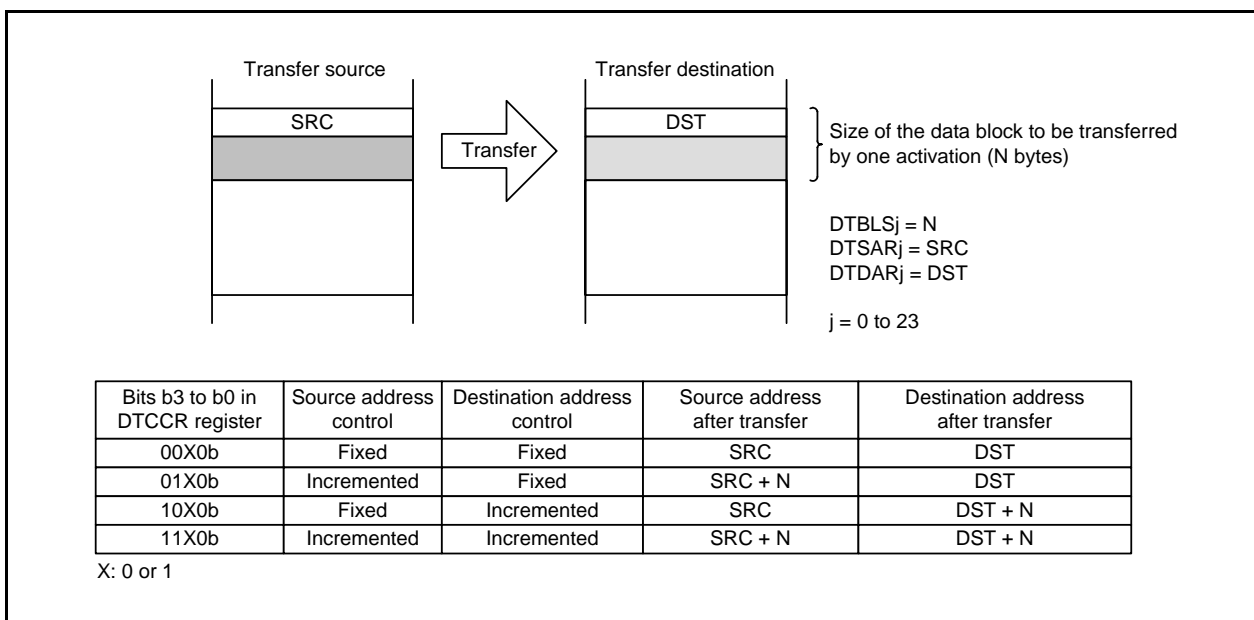 Transfer source
Transfer destination
SRC
DST
Transfer
Size of the data block to be transferred
by one activation (N bytes)
DTBLSj = N
DTSARj = SRC
DTDARj = DST
j = 0 to 23
Bits b3 to b0 in
DTCCR register
Source address
control
Destination address
control
Source address
after transfer
Destination address
after transfer
00X0b Fixed Fixed SRC DST
01X0b Incremented Fixed SRC + N DST
10X0b Fixed Incremented SRC DST + N
11X0b Incremented Incremented SRC + N DST + N
X: 0 or 1